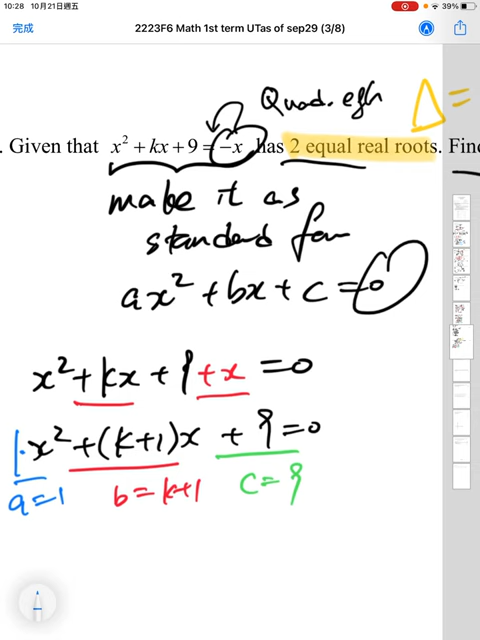 10:28 10月21日週五
39%
完成
2223F6 Math 1st term UTas of sep29 (3/8)
Quad. eqn
Δ =
. Given that x² + kx + 9 = −x has 2 equal real roots. Find
make it as
standard form
ax² + bx + c = 0
x² + kx + 9 + x = 0
1·x² + (k+1)x + 9 = 0
a = 1 b = k+1 c = 9